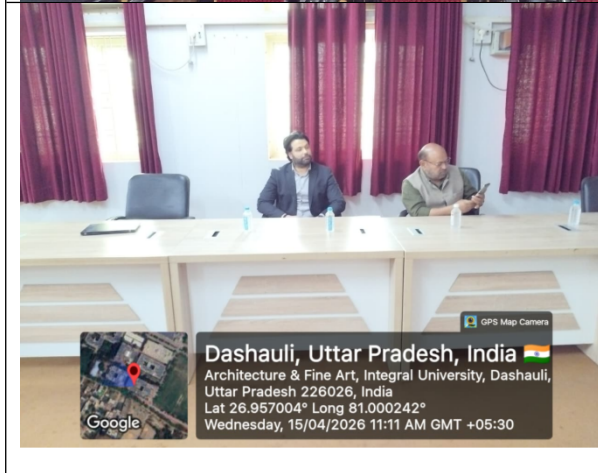 GPS Map Camera
Dashauli, Uttar Pradesh, India 🇮🇳
Architecture & Fine Art, Integral University, Dashauli,
Uttar Pradesh 226026, India
Lat 26.957004° Long 81.000242°
Wednesday, 15/04/2026 11:11 AM GMT +05:30
Google